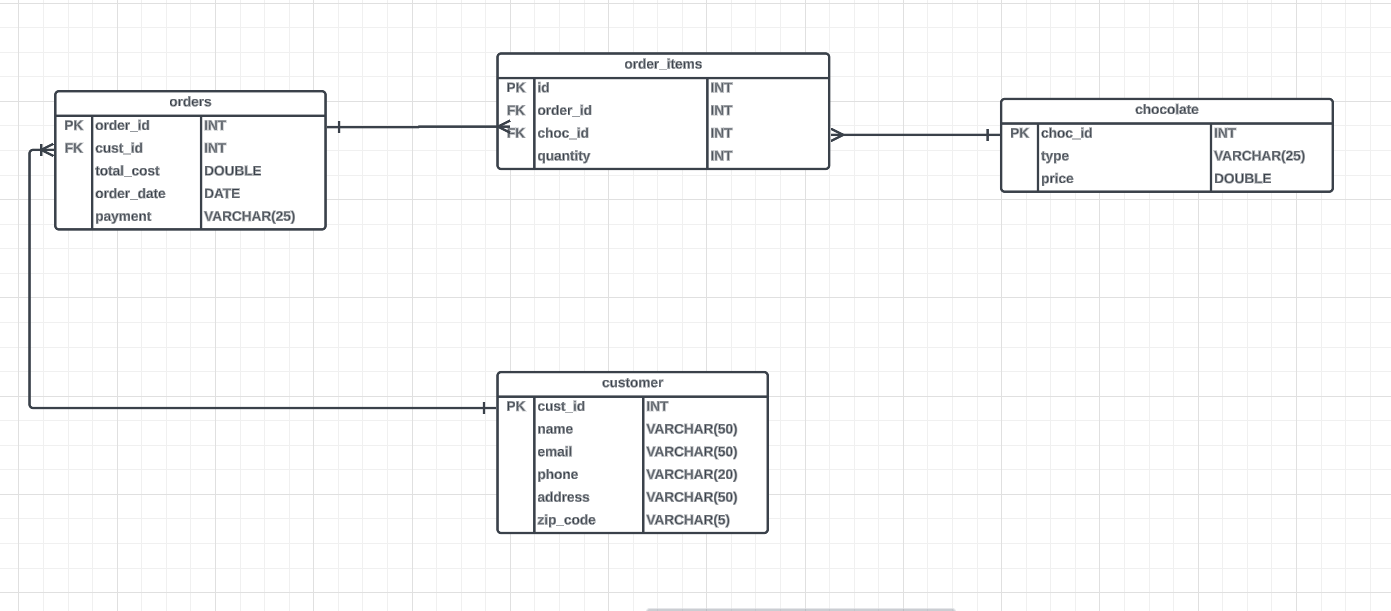 orders
PK order_id INT
FK cust_id INT
total_cost DOUBLE
order_date DATE
payment VARCHAR(25)
order_items
PK id INT
FK order_id INT
FK choc_id INT
quantity INT
chocolate
PK choc_id INT
type VARCHAR(25)
price DOUBLE
customer
PK cust_id INT
name VARCHAR(50)
email VARCHAR(50)
phone VARCHAR(20)
address VARCHAR(50)
zip_code VARCHAR(5)